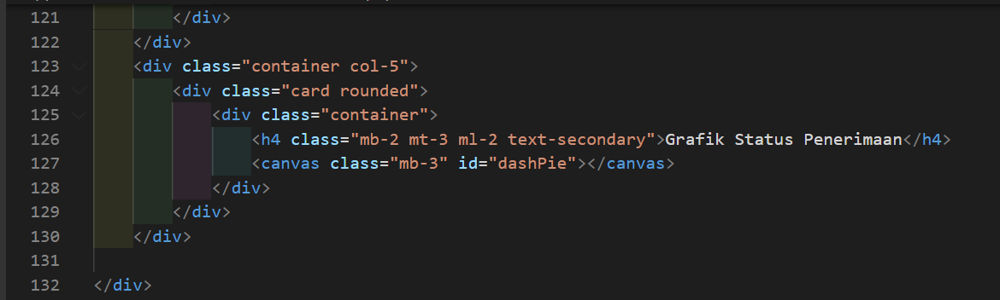 121 </div>
122 </div>
123 <div class="container col-5">
124 <div class="card rounded">
125 <div class="container">
126 <h4 class="mb-2 mt-3 ml-2 text-secondary">Grafik Status Penerimaan</h4>
127 <canvas class="mb-3" id="dashPie"></canvas>
128 </div>
129 </div>
130 </div>
131
132 </div>